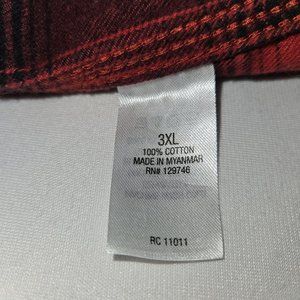 3XL
100% COTTON
MADE IN MYANMAR
RN# 129746
RC 11011